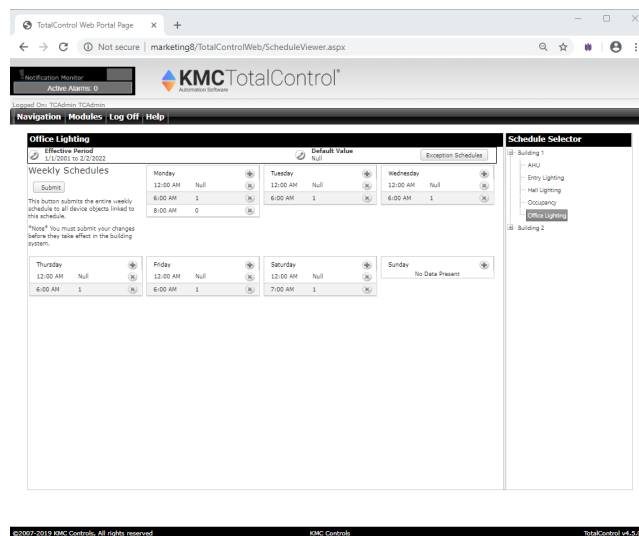 TotalControl Web Portal Page
Not secure | marketing8/TotalControlWeb/ScheduleViewer.aspx
Notification Monitor
Active Alarms: 0
KMC TotalControl®
Automation Software
Logged On: TCAdmin TCAdmin
Navigation Modules Log Off Help
Office Lighting
Effective Period
1/1/2001 to 2/2/2022
Default Value
Null
Exception Schedules
Weekly Schedules
Submit
This button submits the entire weekly
schedule to all device objects linked to
this schedule.
*Note* You must submit your changes
before they take effect in the building
system.
Monday
12:00 AM Null
6:00 AM 1
8:00 AM 0
Tuesday
12:00 AM Null
6:00 AM 1
Wednesday
12:00 AM Null
6:00 AM 1
Thursday
12:00 AM Null
6:00 AM 1
Friday
12:00 AM Null
6:00 AM 1
Saturday
12:00 AM Null
7:00 AM 1
Sunday
No Data Present
Schedule Selector
Building 1
AHU
Entry Lighting
Hall Lighting
Occupancy
Office Lighting
Building 2
©2007-2019 KMC Controls, All rights reserved
KMC Controls
TotalControl v4.5.